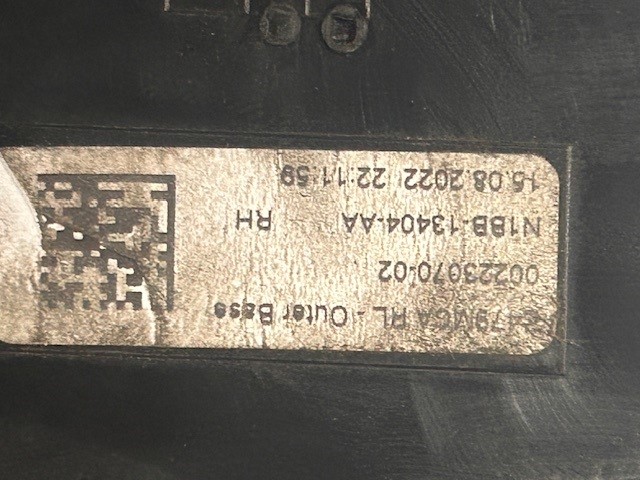 RL - Outer Base
00223070-02
N1BB-13404-AA RH
15.08.2022 22:11:59